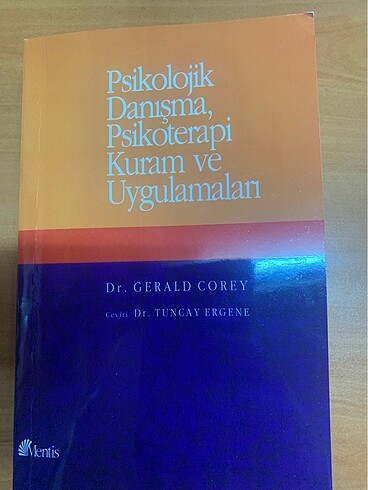 Psikolojik
Danışma,
Psikoterapi
Kuram ve
Uygulamaları
Dr. GERALD COREY
Çeviri Dr. TUNCAY ERGENE
Mentis